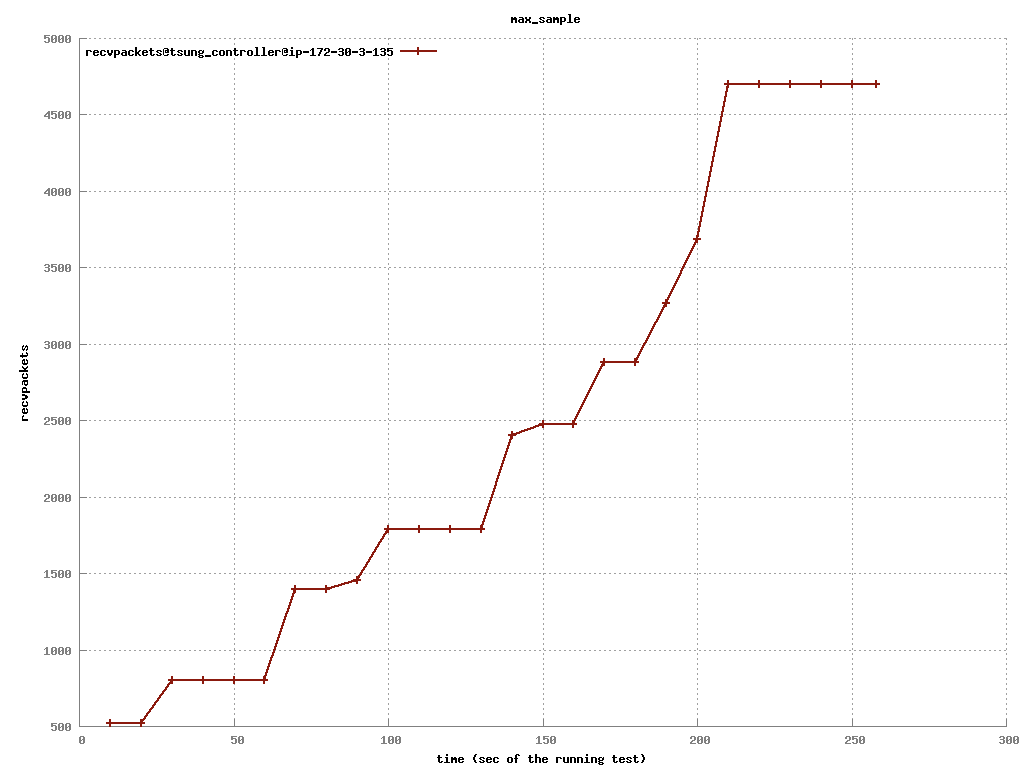 max_sample
recvpackets@tsung_controller@ip-172-30-3-135
5000
4500
4000
3500
3000
2500
2000
1500
1000
500
recvpackets
0 50 100 150 200 250 300
time (sec of the running test)